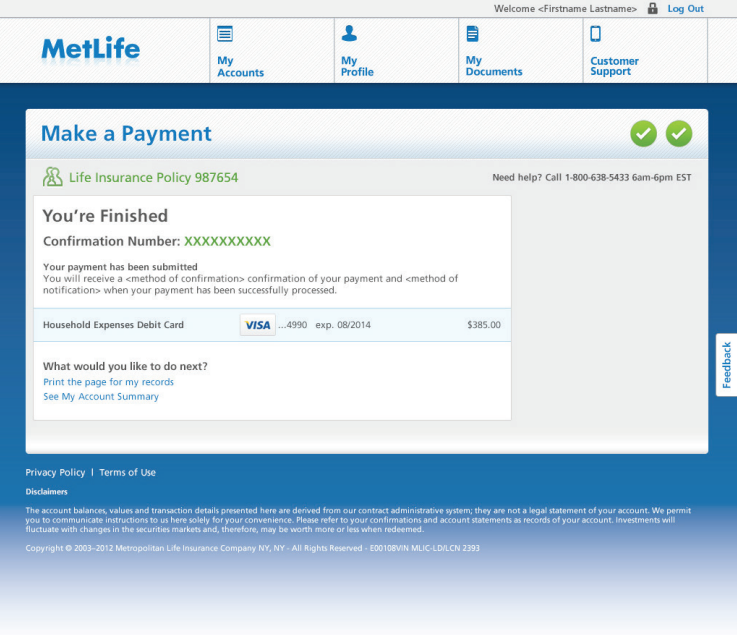 Welcome <Firstname Lastname> Log Out
MetLife
My
Accounts
My
Profile
My
Documents
Customer
Support
Make a Payment
Life Insurance Policy 987654
Need help? Call 1-800-638-5433 6am-6pm EST
You're Finished
Confirmation Number: XXXXXXXXXX
Your payment has been submitted
You will receive a <method of confirmation> confirmation of your payment and <method of
notification> when your payment has been successfully processed.
Household Expenses Debit Card VISA ...4990 exp. 08/2014 $385.00
What would you like to do next?
Print the page for my records
See My Account Summary
Feedback
Privacy Policy | Terms of Use
Disclaimers
The account balances, values and transaction details presented here are derived from our contract administrative system; they are not a legal statement of your account. We permit
you to communicate instructions to us here solely for your convenience. Please refer to your confirmations and account statements as records of your account. Investments will
fluctuate with changes in the securities markets and, therefore, may be worth more or less when redeemed.
Copyright © 2003–2012 Metropolitan Life Insurance Company NY, NY - All Rights Reserved - E00108VIN MLIC-LD/LCN 2393